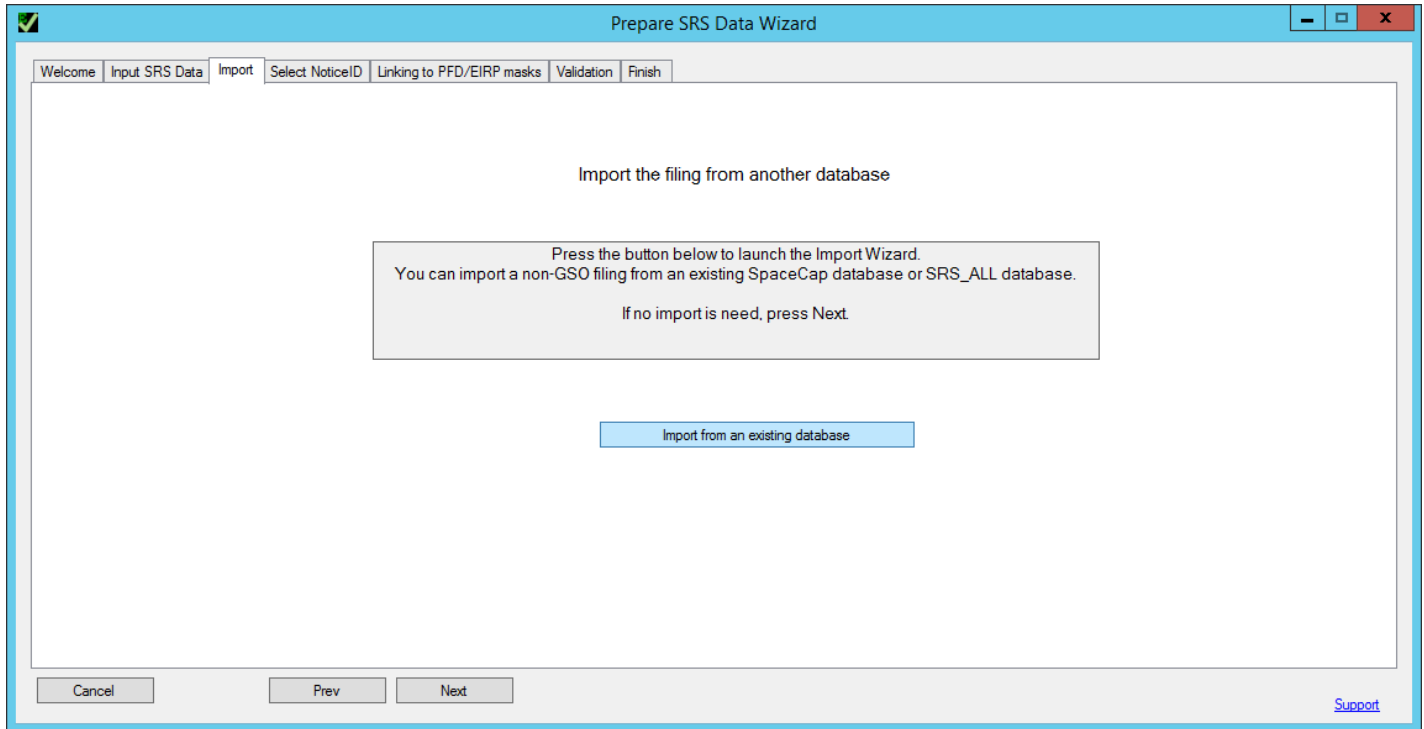 Prepare SRS Data Wizard
Welcome Input SRS Data Import Select NoticeID Linking to PFD/EIRP masks Validation Finish
Import the filing from another database
Press the button below to launch the Import Wizard.
You can import a non-GSO filing from an existing SpaceCap database or SRS_ALL database.
If no import is need, press Next.
Import from an existing database
Cancel Prev Next
Support